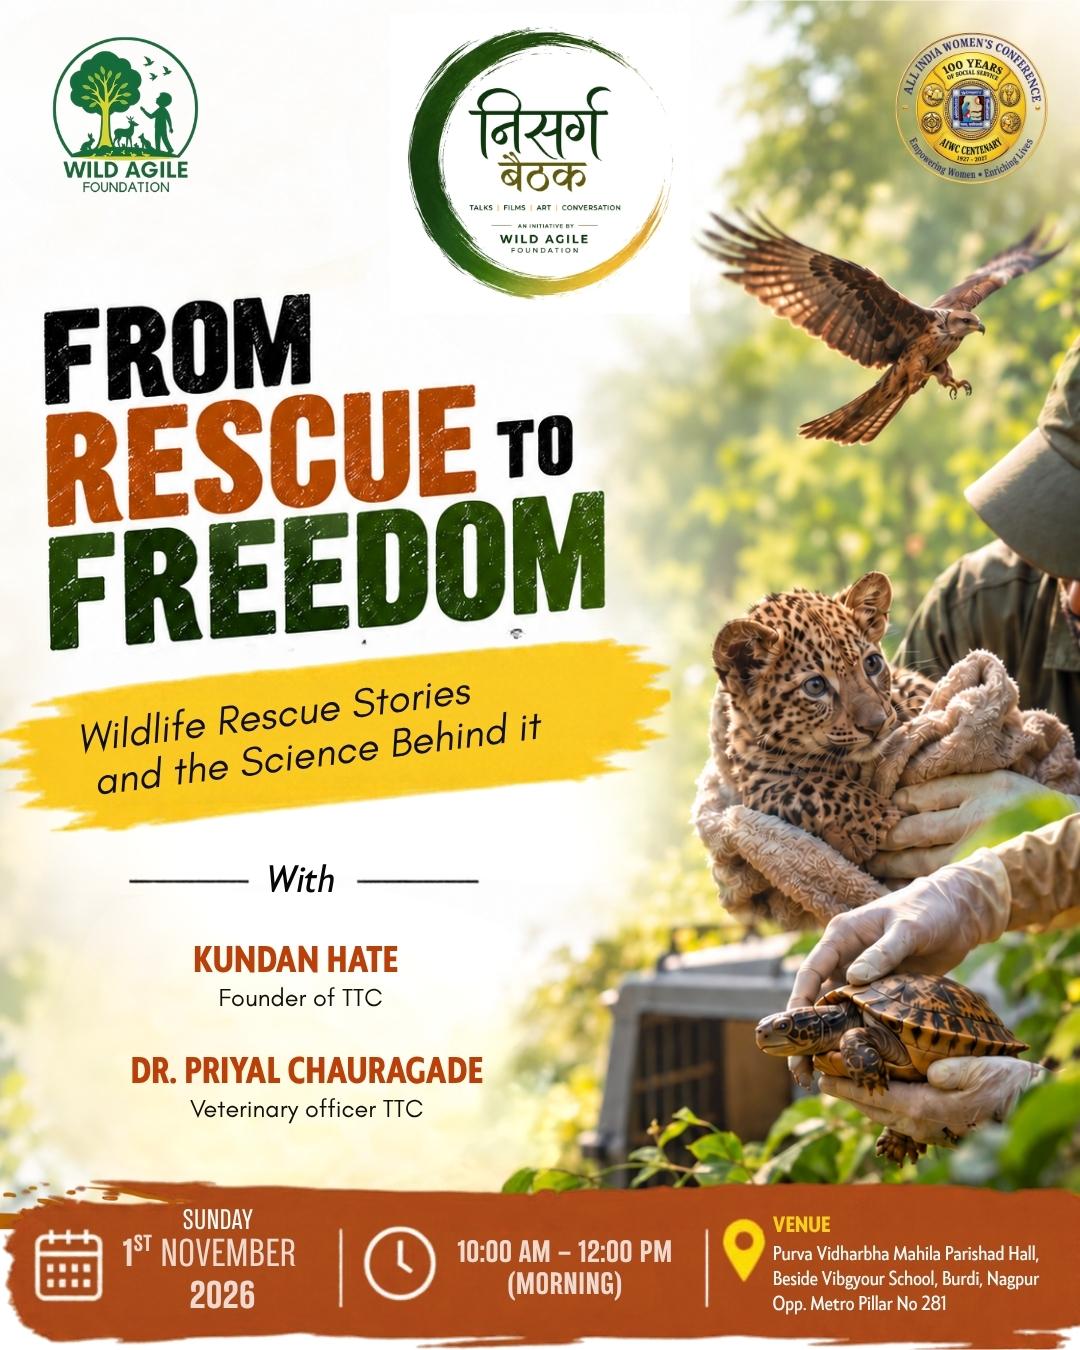 WILD AGILE
FOUNDATION
निसर्ग
बैठक
TALKS | FILMS | ART | CONVERSATION
AN INITIATIVE BY
WILD AGILE
FOUNDATION
ALL INDIA WOMEN'S CONFERENCE
100 YEARS
OF SOCIAL SERVICE
AIWC CENTENARY
1927 - 2027
Empowering Women • Enriching Lives
FROM
RESCUE TO
FREEDOM
Wildlife Rescue Stories
and the Science Behind it
With
KUNDAN HATE
Founder of TTC
DR. PRIYAL CHAURAGADE
Veterinary officer TTC
SUNDAY
1ST NOVEMBER
2026
10:00 AM – 12:00 PM
(MORNING)
VENUE
Purva Vidharbha Mahila Parishad Hall,
Beside Vibgyour School, Burdi, Nagpur
Opp. Metro Pillar No 281